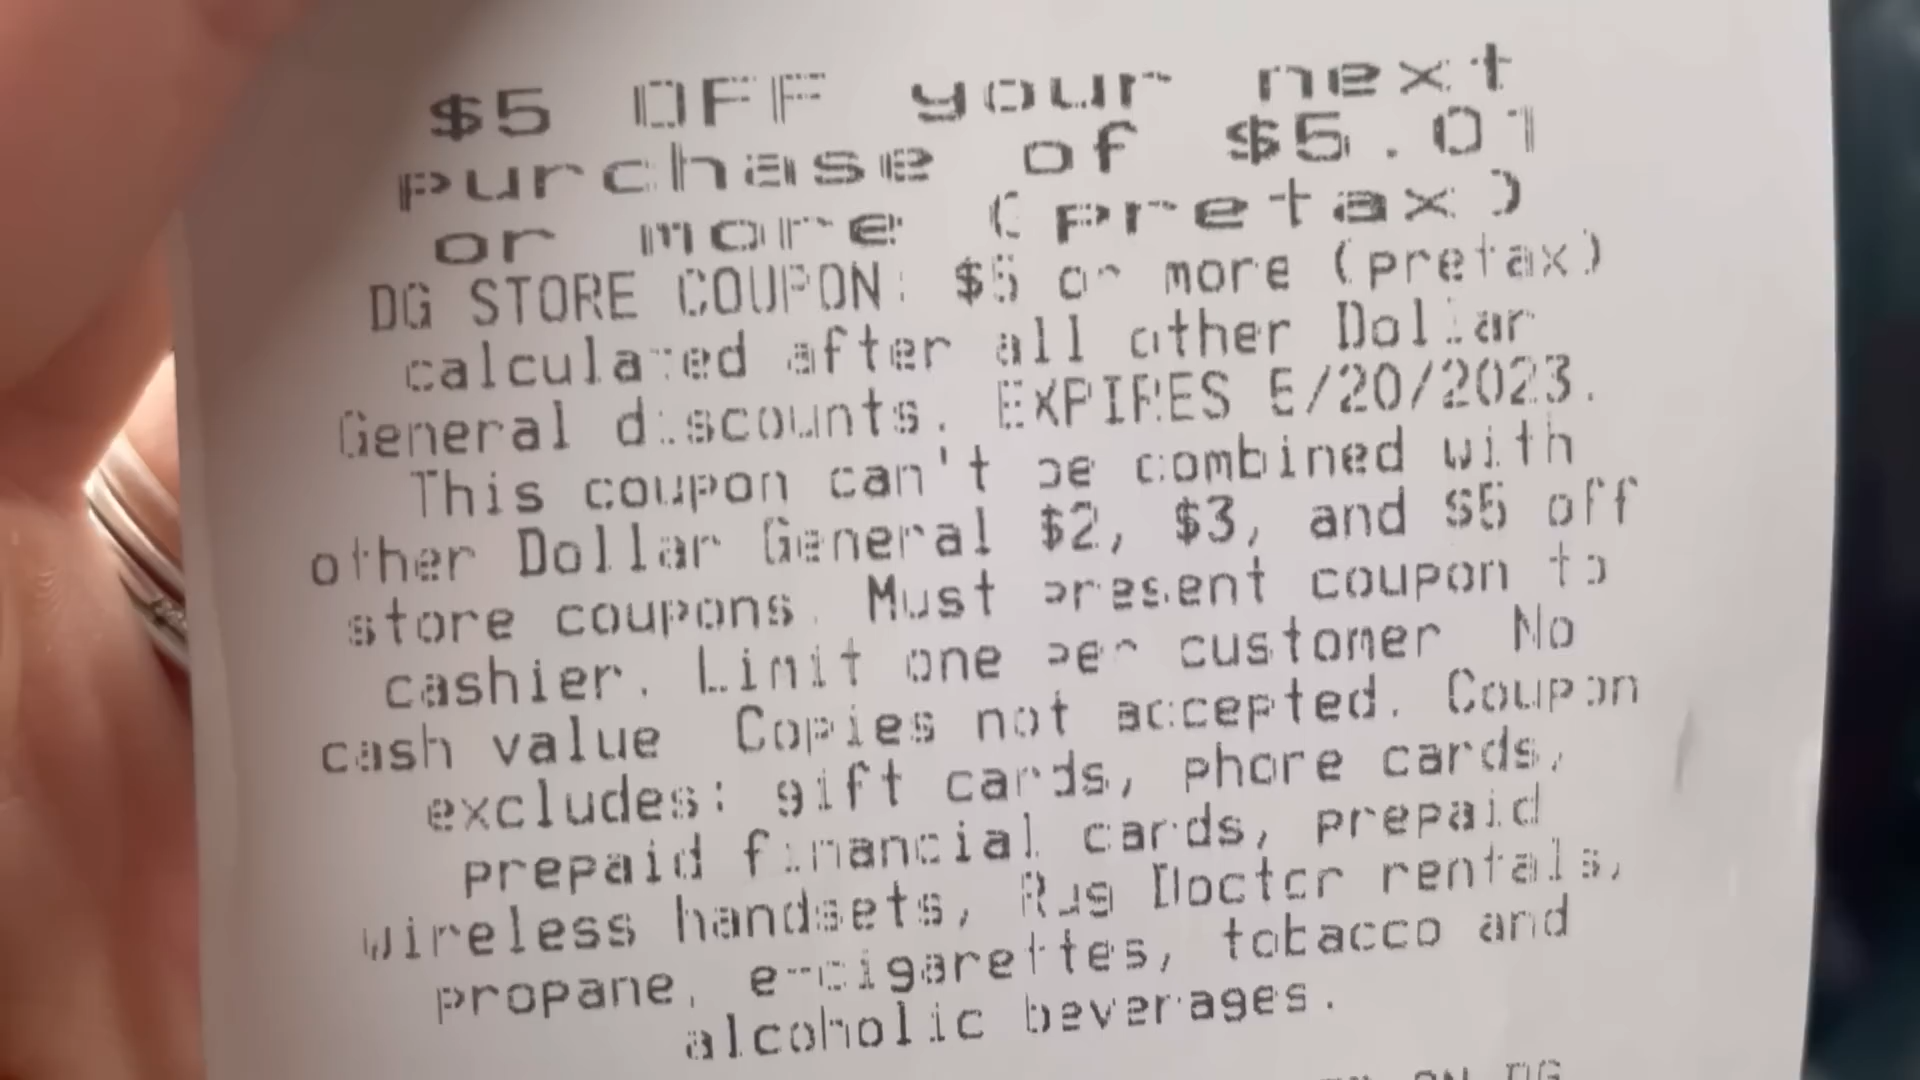 $5 OFF your next
purchase of $5.01
or more (pretax)
DG STORE COUPON: $5 or more (pretax)
calculated after all other Dollar
General discounts. EXPIRES 5/20/2023.
This coupon can't be combined with
other Dollar General $2, $3, and $5 off
store coupons. Must present coupon to
cashier. Limit one per customer No
cash value Copies not accepted. Coupon
excludes: gift cards, phone cards,
prepaid financial cards, prepaid
wireless handsets, Rug Doctor rentals,
propane, e-cigarettes, tobacco and
alcoholic beverages.
ON DG